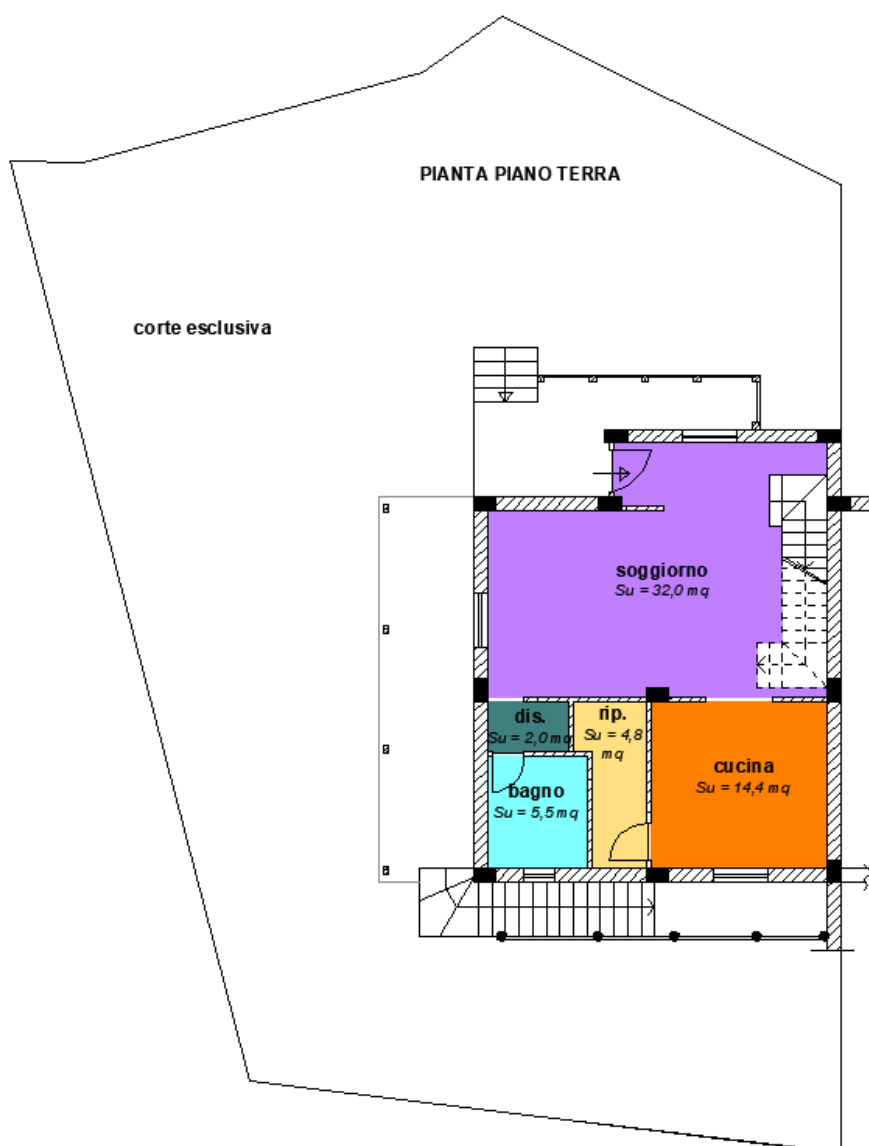 PIANTA PIANO TERRA
corte esclusiva
soggiorno
Su = 32,0 mq
dis.
Su = 2,0 mq
rip.
Su = 4,8
mq
cucina
Su = 14,4 mq
bagno
Su = 5,5 mq